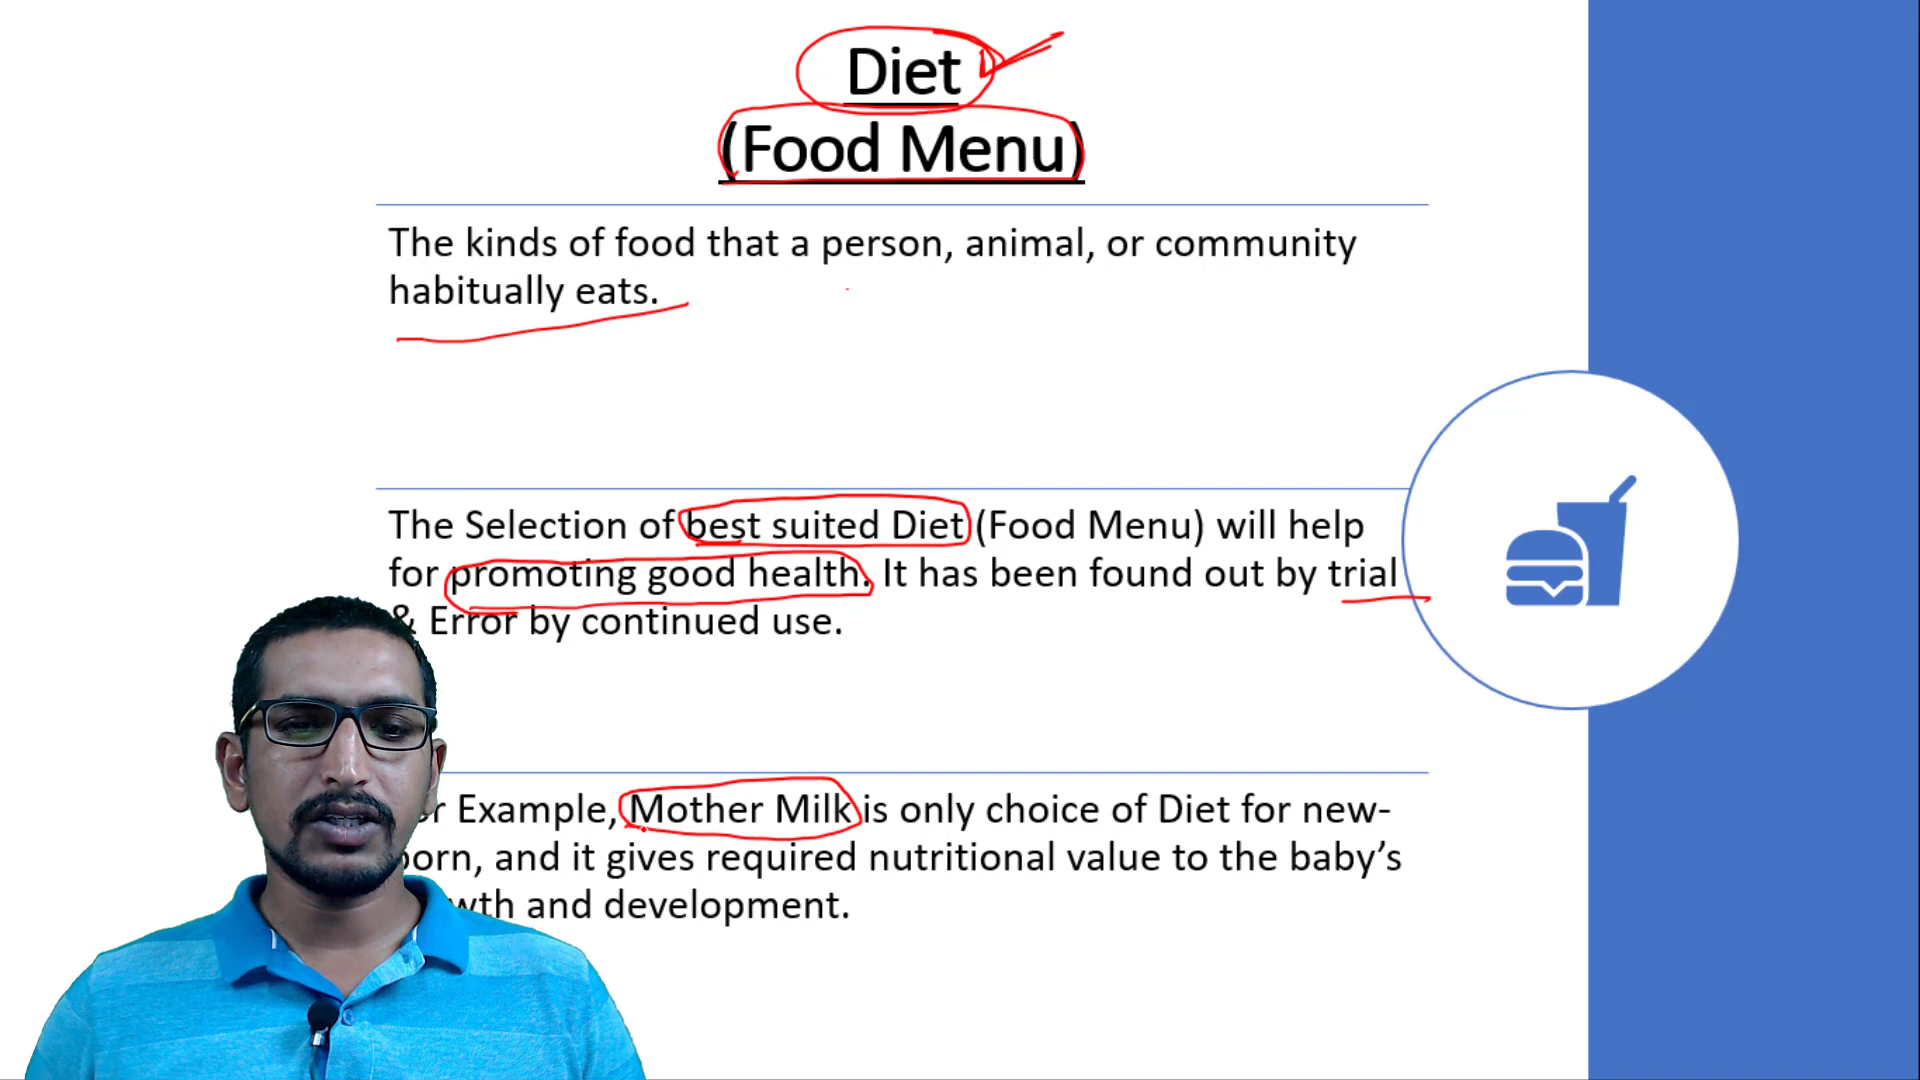 Diet
(Food Menu)
The kinds of food that a person, animal, or community
habitually eats.
The Selection of best suited Diet (Food Menu) will help
for promoting good health. It has been found out by trial
& Error by continued use.
Example, Mother Milk is only choice of Diet for new-
born, and it gives required nutritional value to the baby's
and development.